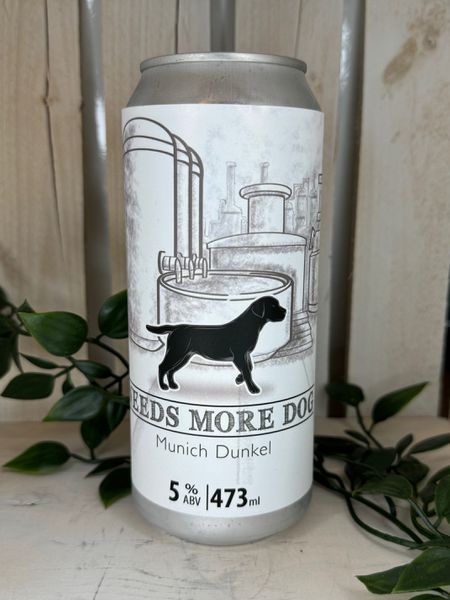 EEDS MORE DOG
Munich Dunkel
5 % ABV | 473 ml